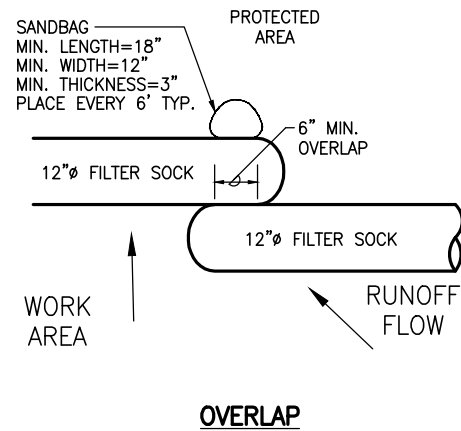 SANDBAG
MIN. LENGTH=18"
MIN. WIDTH=12"
MIN. THICKNESS=3"
PLACE EVERY 6' TYP.
PROTECTED
AREA
6" MIN.
OVERLAP
12"ø FILTER SOCK
12"ø FILTER SOCK
WORK
AREA
RUNOFF
FLOW
OVERLAP